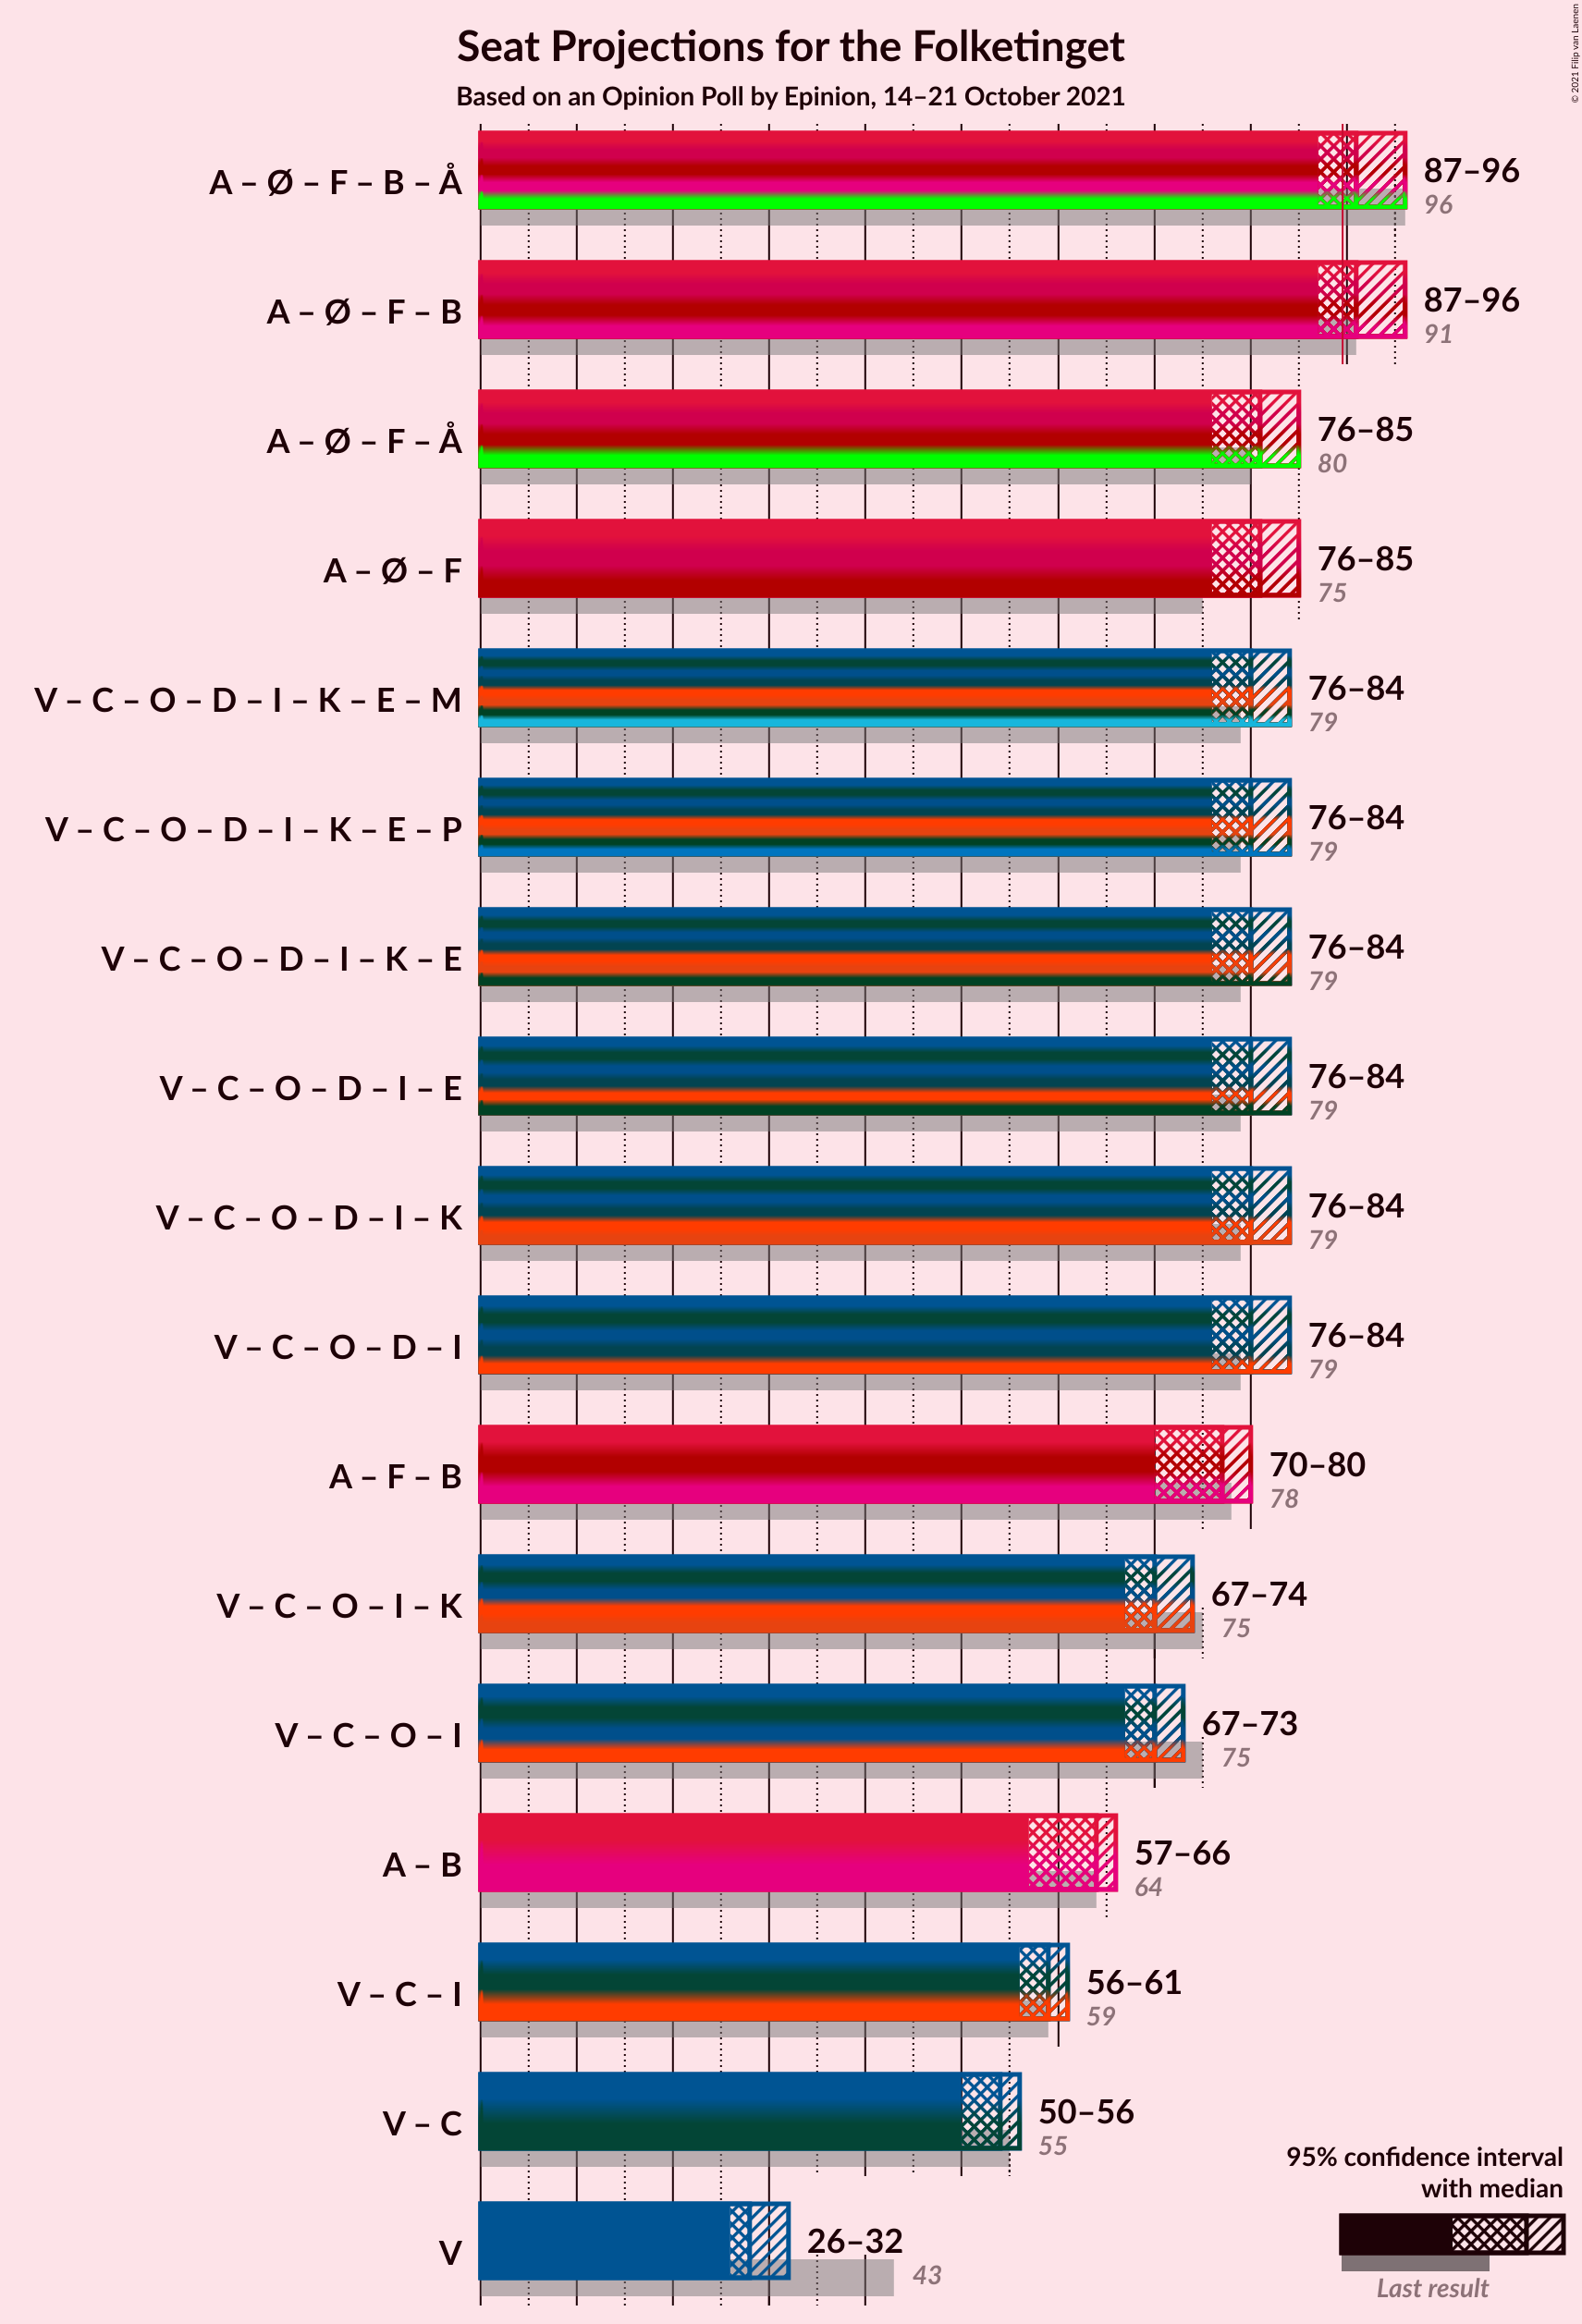 Seat Projections for the Folketinget
Based on an Opinion Poll by Epinion, 14–21 October 2021
© 2021 Filip van Laenen
A – Ø – F – B – Å
87–96
96
A – Ø – F – B
87–96
91
A – Ø – F – Å
76–85
80
A – Ø – F
76–85
75
V – C – O – D – I – K – E – M
76–84
79
V – C – O – D – I – K – E – P
76–84
79
V – C – O – D – I – K – E
76–84
79
V – C – O – D – I – E
76–84
79
V – C – O – D – I – K
76–84
79
V – C – O – D – I
76–84
79
A – F – B
70–80
78
V – C – O – I – K
67–74
75
V – C – O – I
67–73
75
A – B
57–66
64
V – C – I
56–61
59
V – C
50–56
55
V
26–32
43
95% confidence interval
with median
Last result